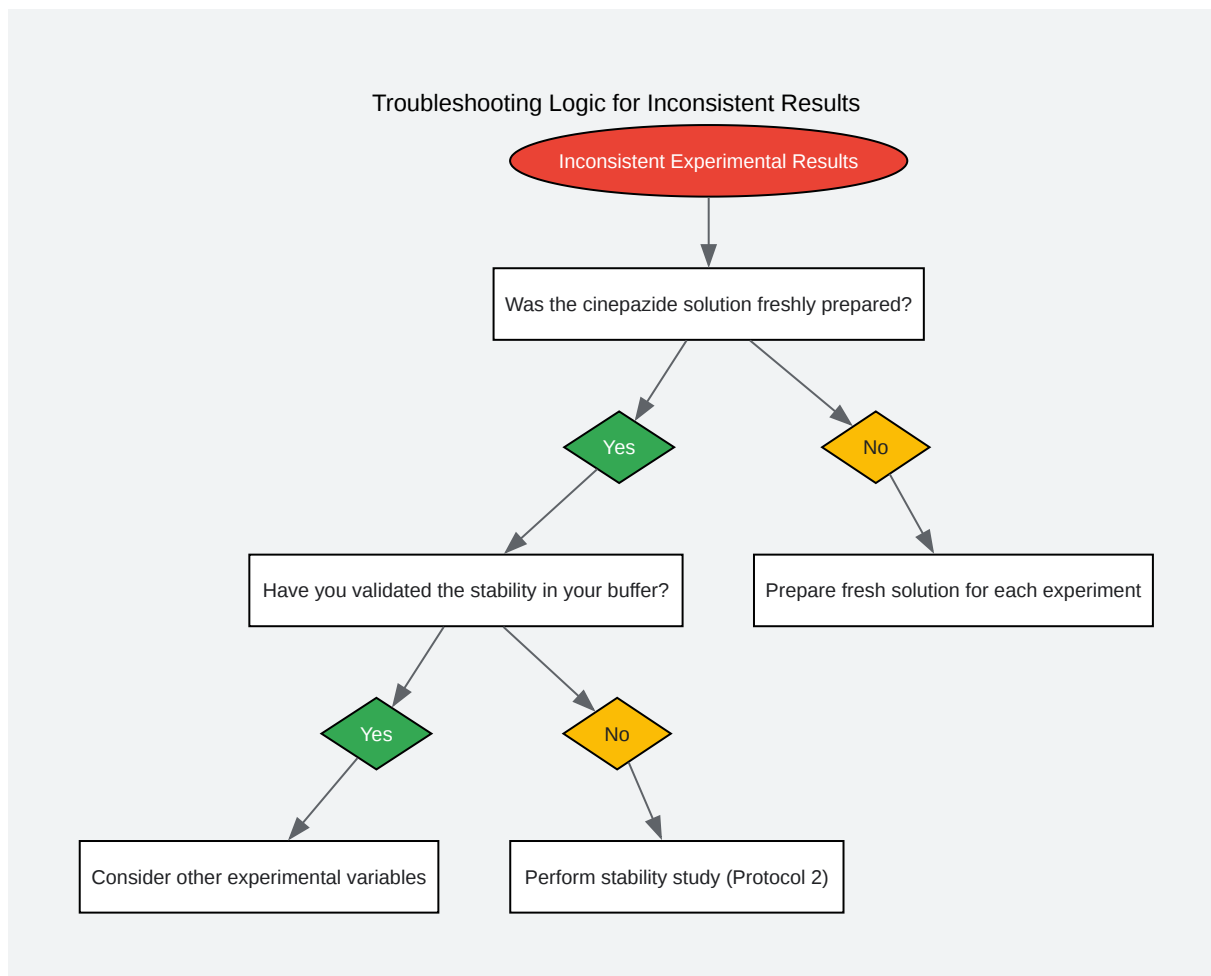 Troubleshooting Logic for Inconsistent Results
Inconsistent Experimental Results
Was the cinepazide solution freshly prepared?
Yes
No
Have you validated the stability in your buffer?
Prepare fresh solution for each experiment
Yes
No
Consider other experimental variables
Perform stability study (Protocol 2)